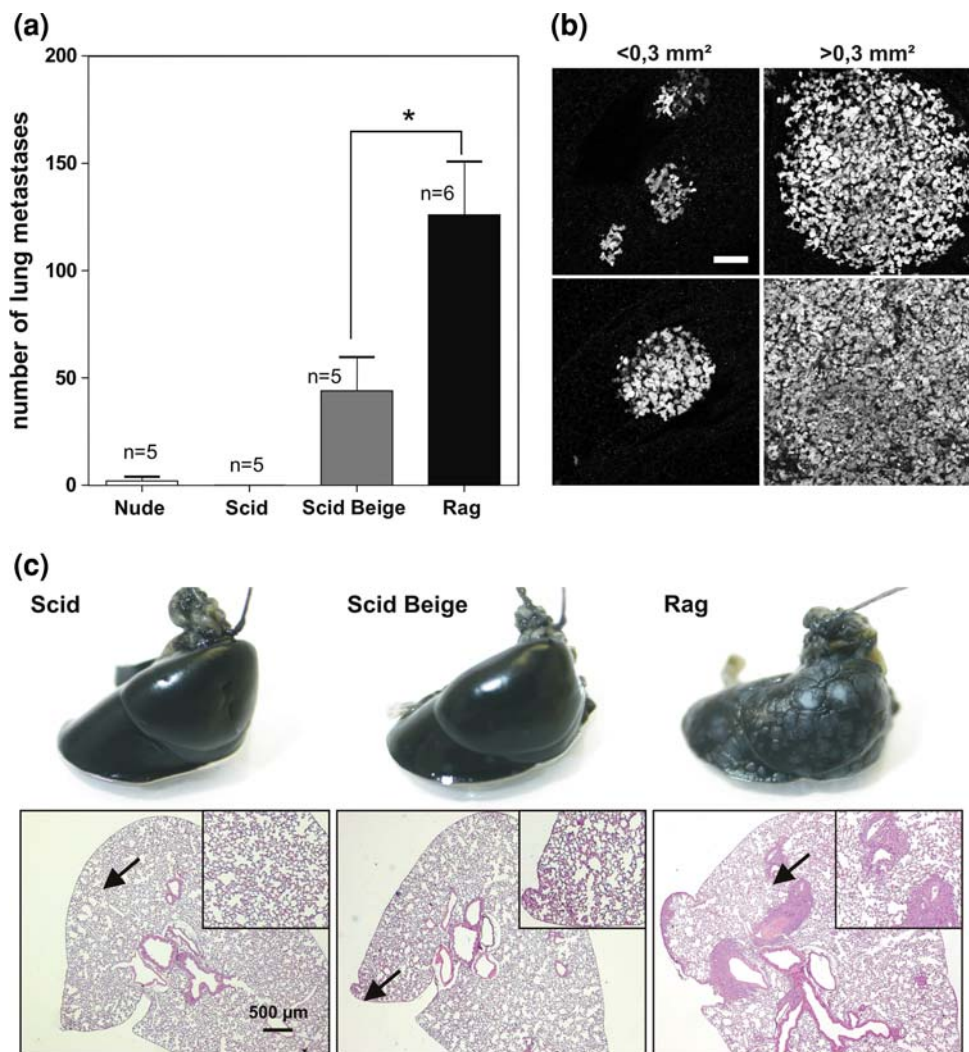 (a)
200
150
100
50
0
number of lung metastases
*
n=5
n=5
n=5
n=6
Nude
Scid
Scid Beige
Rag
(b)
<0,3 mm²
>0,3 mm²
(c)
Scid
Scid Beige
Rag
500 µm